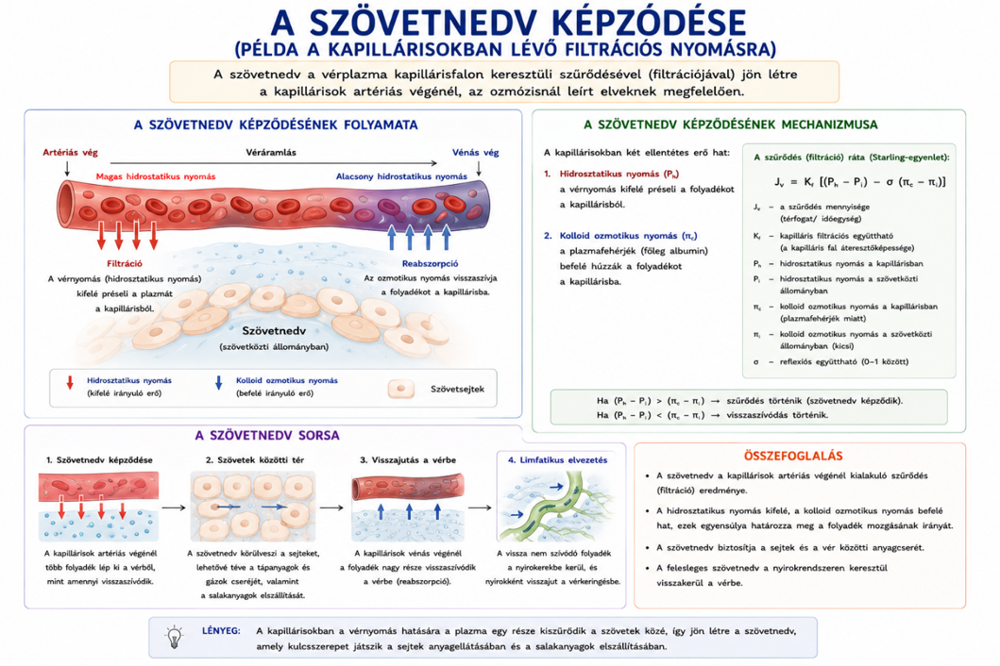 A SZÖVETNEDV KÉPZŐDÉSE
(PÉLDA A KAPILLÁRISOKBAN LÉVŐ FILTRÁCIÓS NYOMÁSRA)
A szövetnedv a vérplazma kapillárisfalon keresztüli szűrődésével (filtrációjával) jön létre
a kapillárisok artériás végénél, az ozmózisnál leírt elveknek megfelelően.
A SZÖVETNEDV KÉPZŐDÉSÉNEK FOLYAMATA
Artériás vég
Véráramlás
Vénás vég
Magas hidrostatikus nyomás
Alacsony hidrostatikus nyomás
Filtráció
A vérnyomás (hidrosztatikus nyomás)
kifelé préseli a plazmát
a kapillárisból.
Reabszorpció
Az ozmotikus nyomás visszaszívja
a folyadékot a kapillárisba.
Szövetnedv
(szövetközti állományban)
Hidrosztatikus nyomás
(kifelé irányuló erő)
Kolloid ozmotikus nyomás
(befelé irányuló erő)
Szövetsejtek
A SZÖVETNEDV KÉPZŐDÉSÉNEK MECHANIZMUSA
A kapillárisokban két ellentétes erő hat:
1. Hidrosztatikus nyomás (Pₕ)
a vérnyomás kifelé préseli a folyadékot
a kapillárisból.
2. Kolloid ozmotikus nyomás (π꜀)
a plazmafehérjék (főleg albumin)
befelé húzzák a folyadékot
a kapillárisba.
A szűrődés (filtráció) ráta (Starling-egyenlet):
Jᵥ = K_f [(Pₕ – Pᵢ) – σ (π꜀ – πᵢ)]
Jᵥ – a szűrődés mennyisége
(térfogat/ időegység)
K_f – kapilláris filtrációs együttható
(a kapilláris fal áteresztőképessége)
Pₕ – hidrosztatikus nyomás a kapillárisban
Pᵢ – hidrosztatikus nyomás a szövetközti
állományban
π꜀ – kolloid ozmotikus nyomás a kapillárisban
(plazmafehérjék miatt)
πᵢ – kolloid ozmotikus nyomás a szövetközti
állományban (kicsi)
σ – reflexiós együttható (0–1 között)
Ha (Pₕ – Pᵢ) > (π꜀ – πᵢ) → szűrődés történik (szövetnedv képződik).
Ha (Pₕ – Pᵢ) < (π꜀ – πᵢ) → visszaszívódás történik.
A SZÖVETNEDV SORSA
1. Szövetnedv képződése
A kapillárisok artériás végénél
több folyadék lép ki a vérből,
mint amennyi visszaszívódik.
2. Szövetek közötti tér
A szövetnedv körülveszi a sejteket,
lehetővé téve a tápanyagok és
gázok cseréjét, valamint
a salakanyagok elszállítását.
3. Visszajutás a vérbe
A kapillárisok vénás végénél
a folyadék nagy része visszaszívódik
a vérbe (reabszorpció).
4. Limfatikus elvezetés
A vissza nem szívódó folyadék
a nyirokerekbe kerül, és
nyirokként visszajut a vérkeringésbe.
ÖSSZEFOGLALÁS
• A szövetnedv a kapillárisok artériás végénél kialakuló szűrődés
(filtráció) eredménye.
• A hidrosztatikus nyomás kifelé, a kolloid ozmotikus nyomás befelé
hat, ezek egyensúlya határozza meg a folyadék mozgásának irányát.
• A szövetnedv biztosítja a sejtek és a vér közötti anyagcserét.
• A felesleges szövetnedv a nyirokrendszeren keresztül
visszakerül a vérbe.
LÉNYEG: A kapillárisokban a vérnyomás hatására a plazma egy része kiszűrődik a szövetek közé, így jön létre a szövetnedv,
amely kulcsszerepet játszik a sejtek anyagellátásában és a salakanyagok elszállításában.